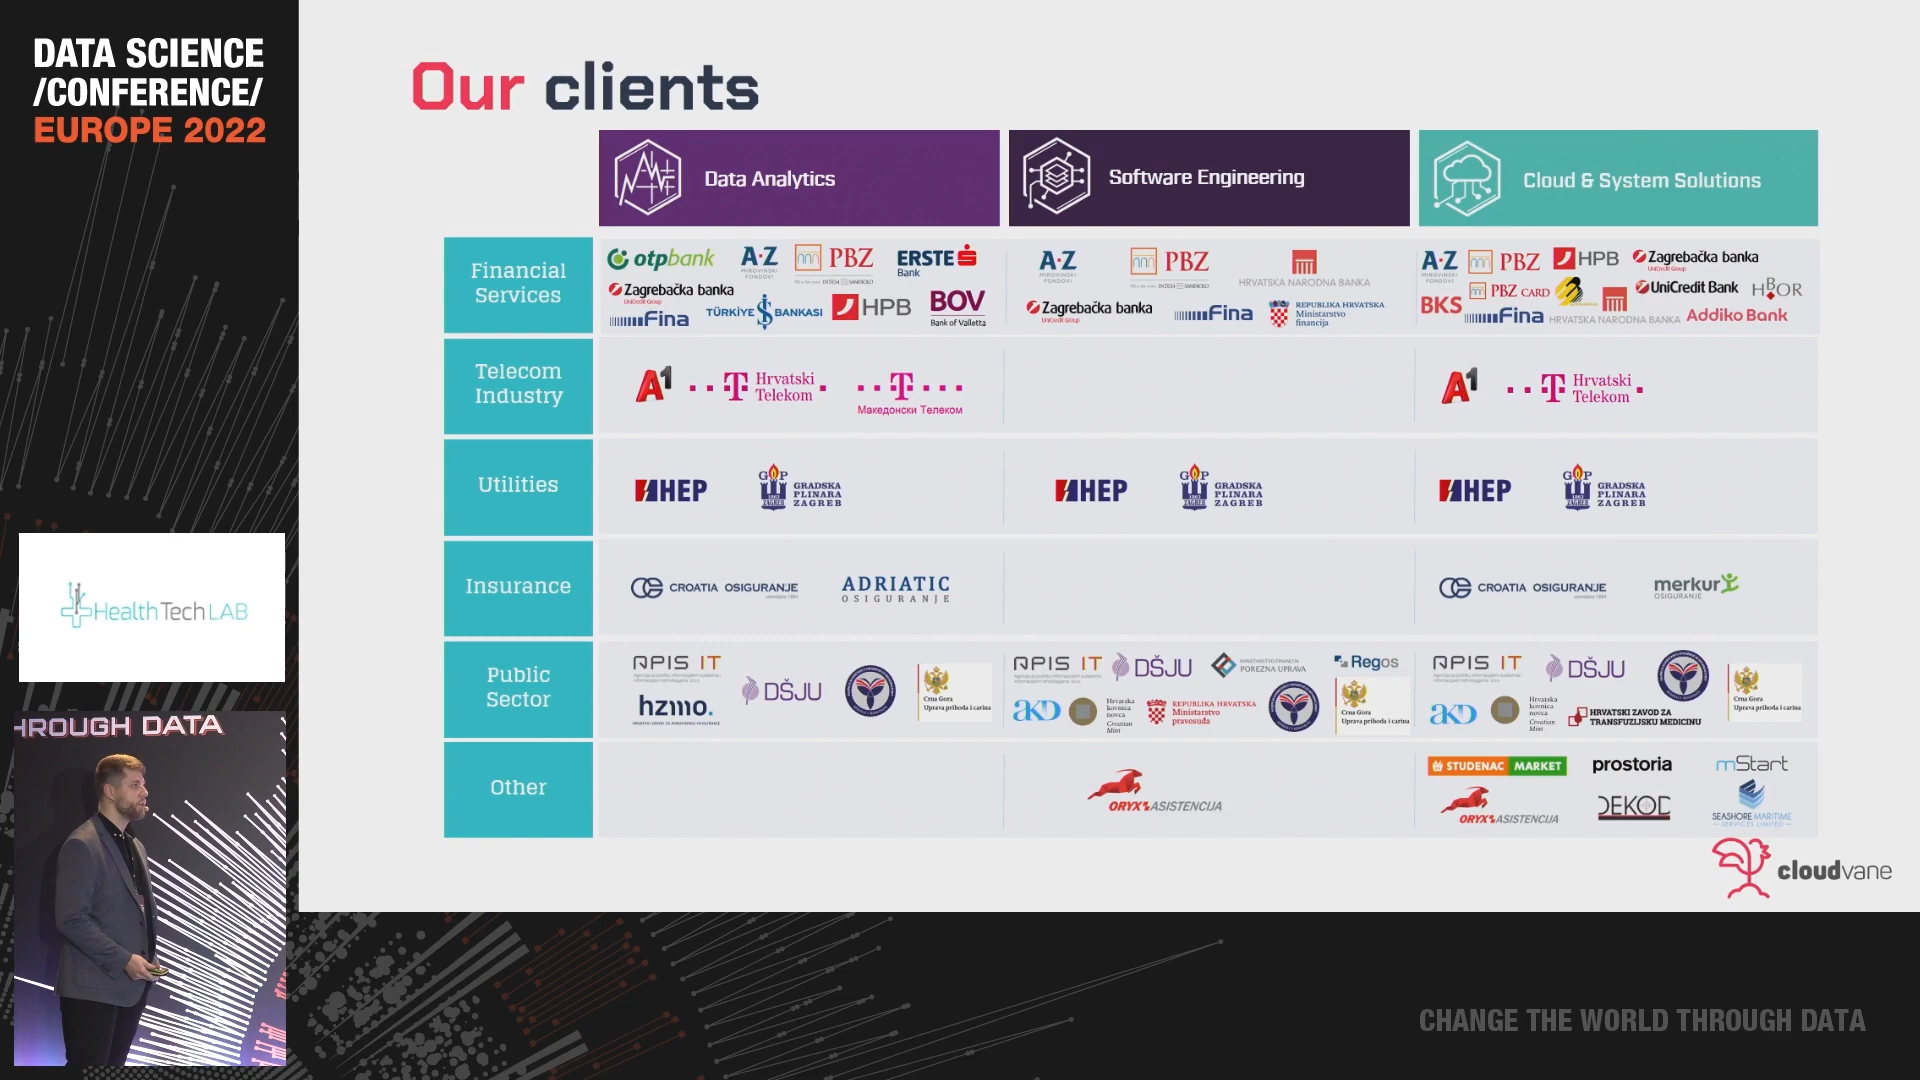 DATA SCIENCE
/CONFERENCE/
EUROPE 2022
Our clients
Data Analytics
Software Engineering
Cloud & System Solutions
Financial
Services
otpbank
A-Z
MIROVINSKI
FONDOVI
PBZ
ERSTE
Bank
Zagrebačka banka
UniCredit Group
Fina
TÜRKİYE BANKASI
HPB
BOV
Bank of Valletta
A-Z
MIROVINSKI
FONDOVI
PBZ
HRVATSKA NARODNA BANKA
Zagrebačka banka
UniCredit Group
Fina
REPUBLIKA HRVATSKA
Ministarstvo
financija
A-Z
MIROVINSKI
FONDOVI
PBZ
HPB
Zagrebačka banka
UniCredit Group
BKS
PBZ CARD
UniCredit Bank
HBOR
Fina
HRVATSKA NARODNA BANKA
Addiko Bank
Telecom
Industry
A1
T Hrvatski
Telekom
T
Македонски Телеком
A1
T Hrvatski
Telekom
Utilities
HEP
GRADSKA
PLINARA
ZAGREB
HEP
GRADSKA
PLINARA
ZAGREB
HEP
GRADSKA
PLINARA
ZAGREB
Insurance
CROATIA OSIGURANJE
ADRIATIC
OSIGURANJE
CROATIA OSIGURANJE
merkur
OSIGURANJE
Public
Sector
APIS IT
DŠJU
hzmo.
Crna Gora
Uprava prihoda i carina
APIS IT
DŠJU
MINISTARSTVO FINANCIJA
POREZNA UPRAVA
Regos
AKD
Hrvatska
kovnica
novca
Croatian
Mint
REPUBLIKA HRVATSKA
Ministarstvo
pravosuđa
Crna Gora
Uprava prihoda i carina
APIS IT
DŠJU
AKD
Hrvatska
kovnica
novca
Croatian
Mint
HRVATSKI ZAVOD ZA
TRANSFUZIJSKU MEDICINU
Crna Gora
Uprava prihoda i carina
Other
ORYX ASISTENCIJA
STUDENAC MARKET
prostoria
mStart
ORYX ASISTENCIJA
DEKOD
SEASHORE MARITIME
SERVICES LIMITED
cloudvane
HealthTechLAB
HROUGH DATA
CHANGE THE WORLD THROUGH DATA